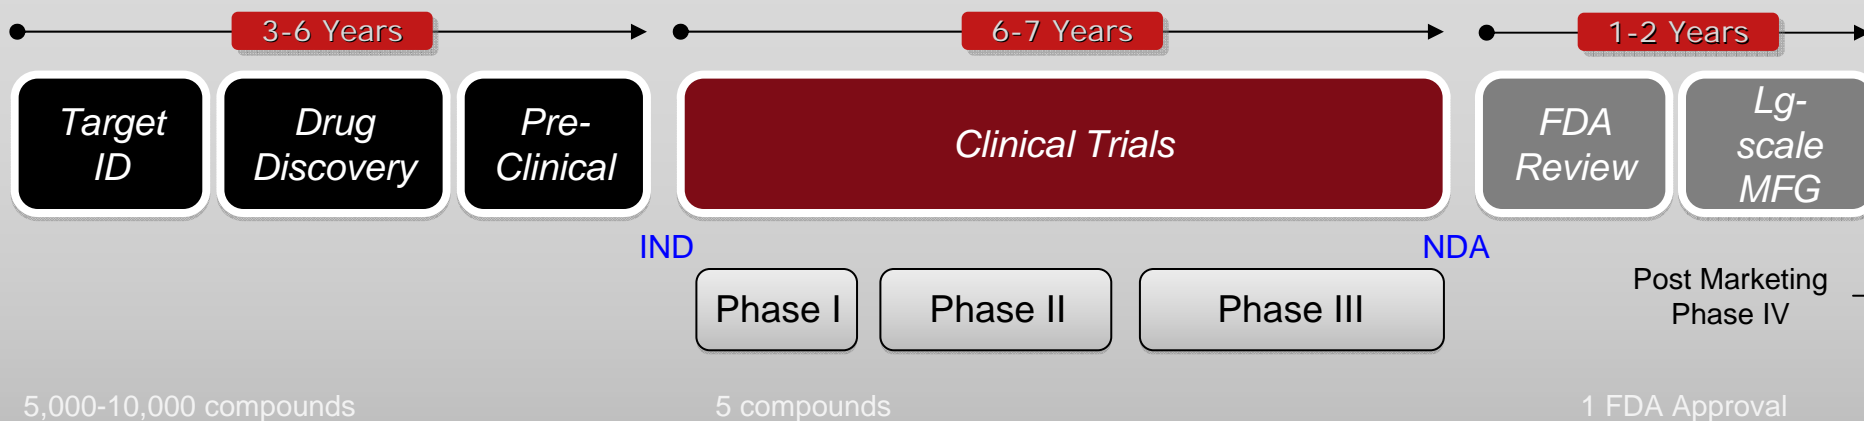 3-6 Years
6-7 Years
1-2 Years
Target
ID
Drug
Discovery
Pre-
Clinical
Clinical Trials
FDA
Review
Lg-
scale
MFG
IND
NDA
Phase I
Phase II
Phase III
Post Marketing
Phase IV
5,000-10,000 compounds
5 compounds
1 FDA Approval